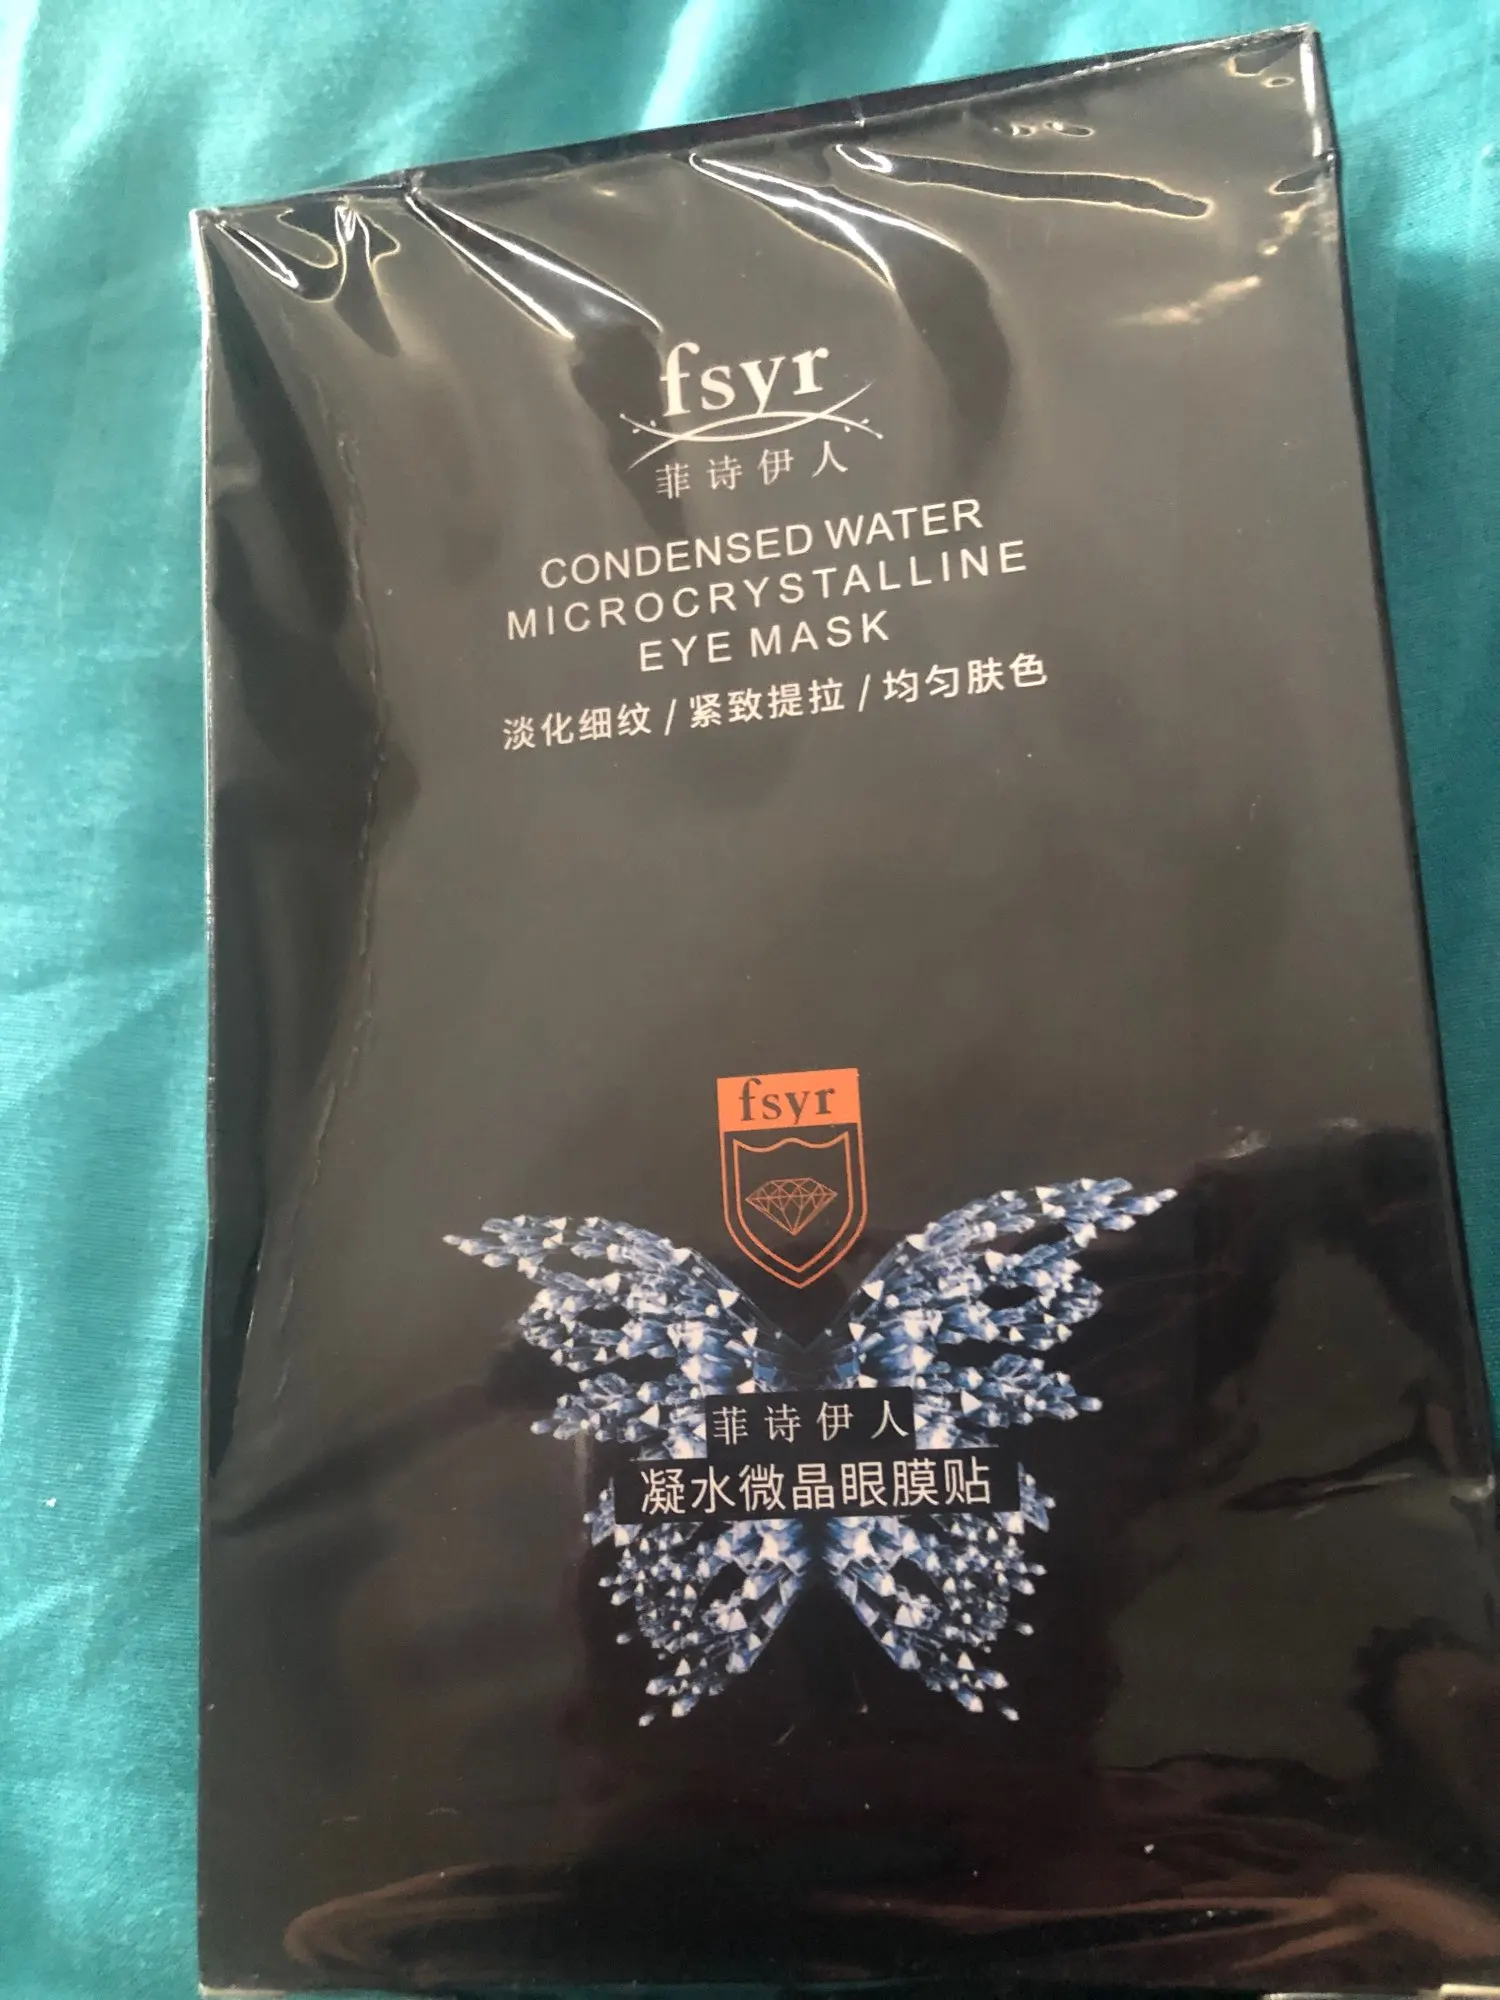 fsyr
菲诗伊人
CONDENSED WATER
MICROCRYSTALLINE
EYE MASK
淡化细纹 / 紧致提拉 / 均匀肤色
fsyr
菲诗伊人
凝水微晶眼膜贴